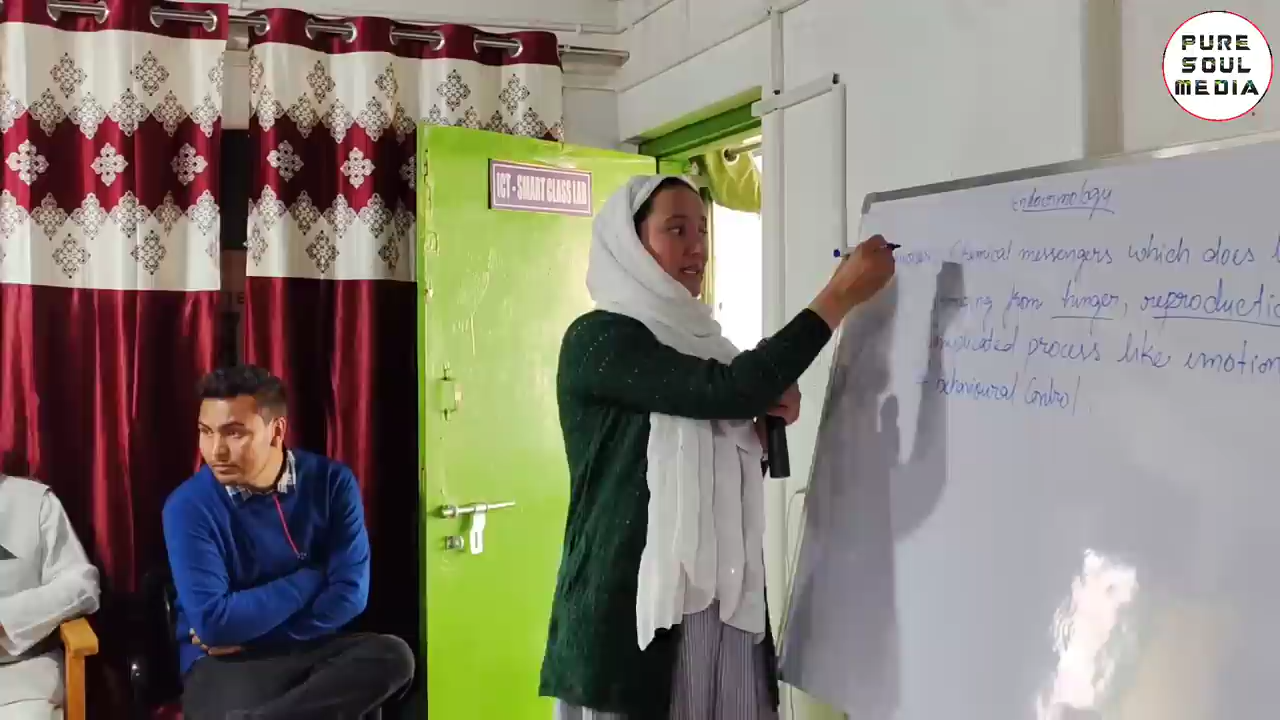 PURE
SOUL
MEDIA
ICT - SMART CLASS LAB
Endocrinology
Chemical messengers which does
from hunger, reproductio
process like emotion
behavioural Control.